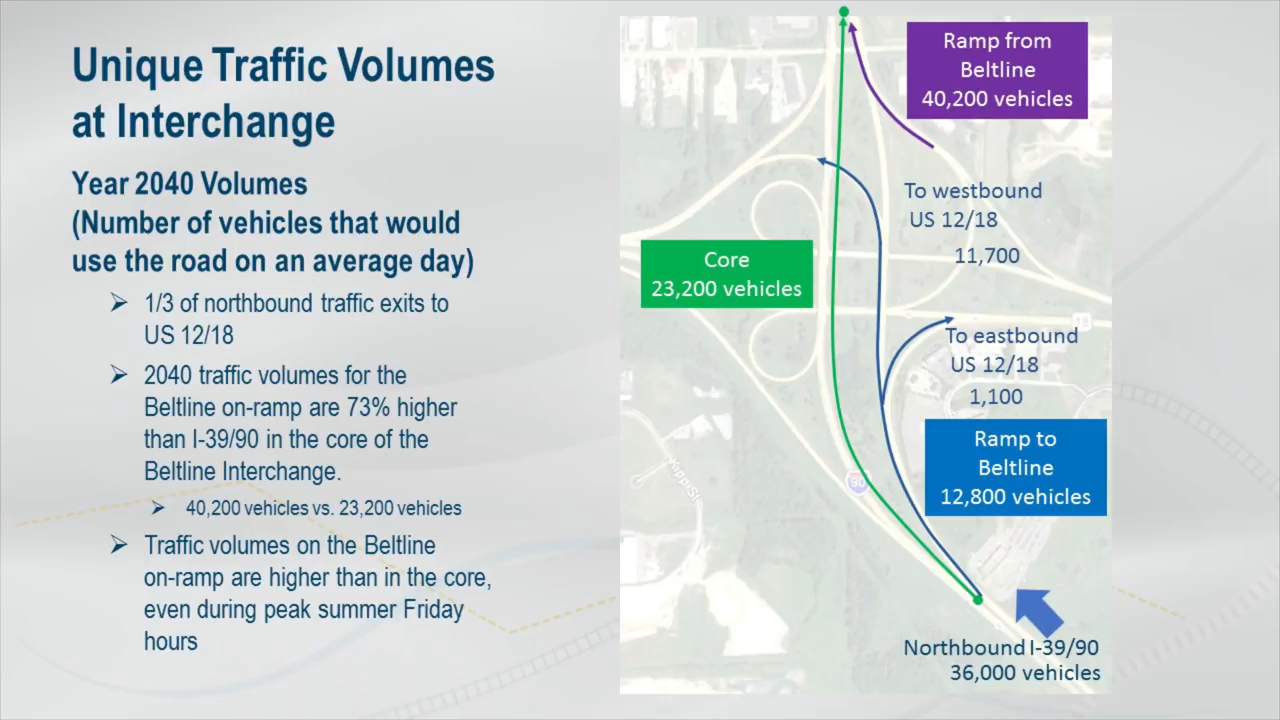 Unique Traffic Volumes
at Interchange
Year 2040 Volumes
(Number of vehicles that would
use the road on an average day)
➢ 1/3 of northbound traffic exits to
US 12/18
➢ 2040 traffic volumes for the
Beltline on-ramp are 73% higher
than I-39/90 in the core of the
Beltline Interchange.
➢ 40,200 vehicles vs. 23,200 vehicles
➢ Traffic volumes on the Beltline
on-ramp are higher than in the core,
even during peak summer Friday
hours
Ramp from
Beltline
40,200 vehicles
To westbound
US 12/18
11,700
Core
23,200 vehicles
18
To eastbound
US 12/18
1,100
Ramp to
Beltline
12,800 vehicles
Kipp St
90
Northbound I-39/90
36,000 vehicles